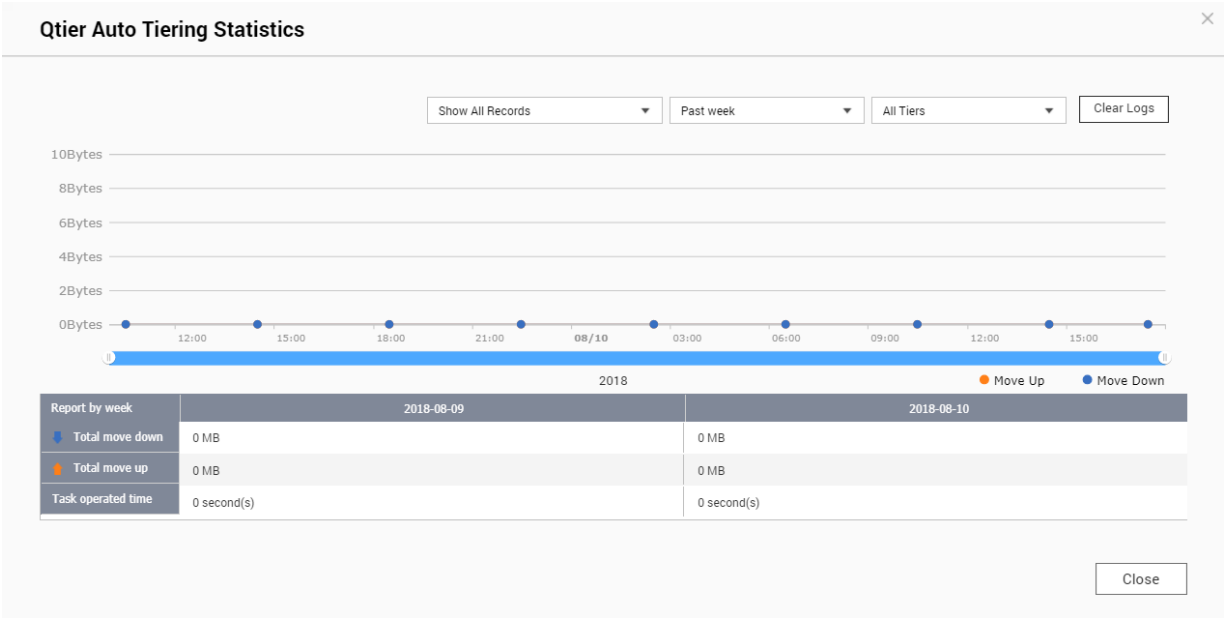 Qtier Auto Tiering Statistics
Show All Records Past week All Tiers Clear Logs
10Bytes
8Bytes
6Bytes
4Bytes
2Bytes
0Bytes
12:00 15:00 18:00 21:00 08/10 03:00 06:00 09:00 12:00 15:00
2018
Move Up Move Down
Report by week 2018-08-09 2018-08-10
Total move down 0 MB 0 MB
Total move up 0 MB 0 MB
Task operated time 0 second(s) 0 second(s)
Close